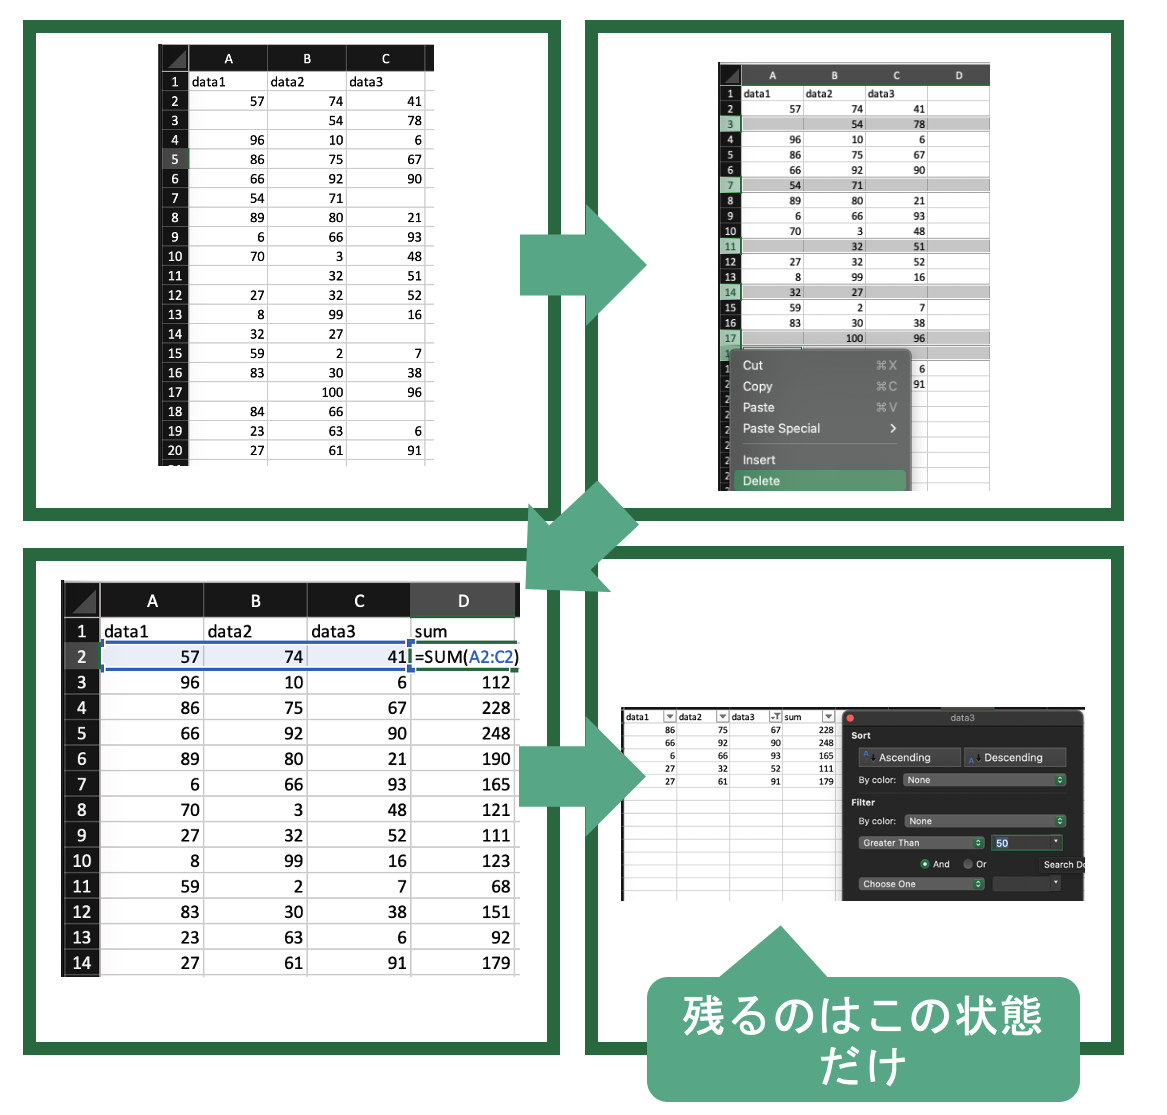 A B C
1 data1 data2 data3
2 57 74 41
3 54 78
4 96 10 6
5 86 75 67
6 66 92 90
7 54 71
8 89 80 21
9 6 66 93
10 70 3 48
11 32 51
12 27 32 52
13 8 99 16
14 32 27
15 59 2 7
16 83 30 38
17 100 96
18 84 66
19 23 63 6
20 27 61 91
A B C D
1 data1 data2 data3
2 57 74 41
3 54 78
4 96 10 6
5 86 75 67
6 66 92 90
7 54 71
8 89 80 21
9 6 66 93
10 70 3 48
11 32 51
12 27 32 52
13 8 99 16
14 32 27
15 59 2 7
16 83 30 38
17 100 96
Cut ⌘X 6
Copy ⌘C 91
Paste ⌘V
Paste Special >
Insert
Delete
A B C D
1 data1 data2 data3 sum
2 57 74 41 =SUM(A2:C2)
3 96 10 6 112
4 86 75 67 228
5 66 92 90 248
6 89 80 21 190
7 6 66 93 165
8 70 3 48 121
9 27 32 52 111
10 8 99 16 123
11 59 2 7 68
12 83 30 38 151
13 23 63 6 92
14 27 61 91 179
data1 data2 data3 sum
86 75 67 228
66 92 90 248
6 66 93 165
27 32 52 111
27 61 91 179
data3
Sort
Ascending Descending
By color: None
Filter
By color: None
Greater Than 50
And Or
Search Do
Choose One
残るのはこの状態
だけ